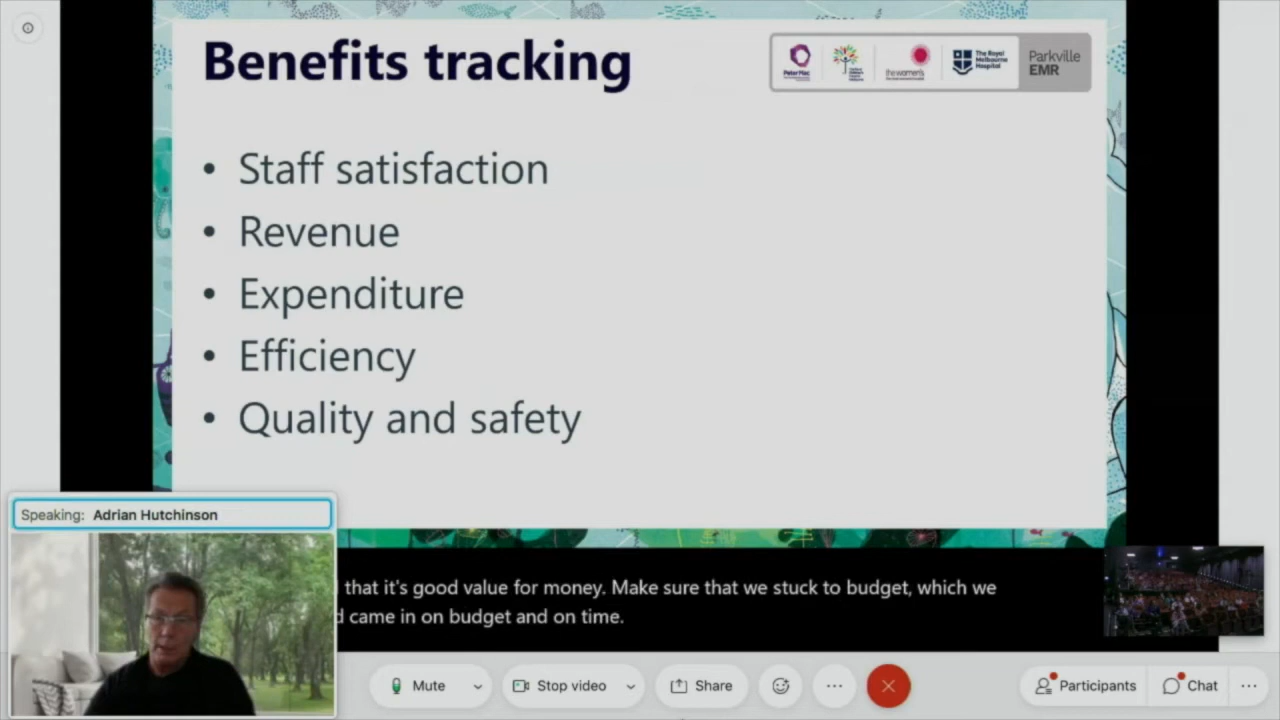 Benefits tracking
Peter Mac
the women's
The Royal
Melbourne
Hospital
Parkville
EMR
• Staff satisfaction
• Revenue
• Expenditure
• Efficiency
• Quality and safety
Speaking: Adrian Hutchinson
that it's good value for money. Make sure that we stuck to budget, which we
came in on budget and on time.
Mute
Stop video
Share
Participants
Chat